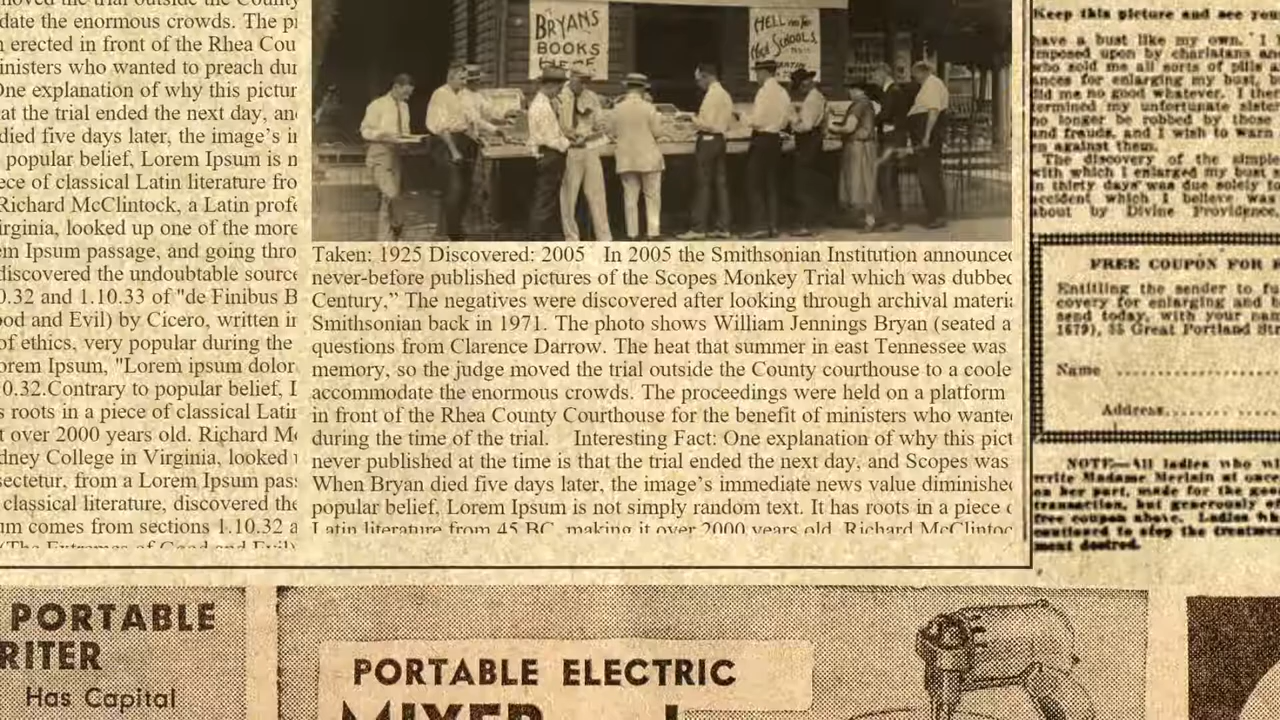 date the enormous crowds. The pi
n erected in front of the Rhea Cou
inisters who wanted to preach dur
One explanation of why this pictur
at the trial ended the next day, an
died five days later, the image's i
popular belief, Lorem Ipsum is n
ece of classical Latin literature fro
Richard McClintock, a Latin profe
irginia, looked up one of the more
em Ipsum passage, and going thro
discovered the undoubtable source
0.32 and 1.10.33 of "de Finibus B
ood and Evil) by Cicero, written in
of ethics, very popular during the
orem Ipsum, "Lorem ipsum dolor
0.32.Contrary to popular belief, L
s roots in a piece of classical Latin
t over 2000 years old. Richard Mc
dney College in Virginia, looked u
sectetur, from a Lorem Ipsum pass
classical literature, discovered the
um comes from sections 1.10.32 a
(The Extremes of Good and Evil)
BRYAN'S
BOOKS
HERE
HELL
SCHOOLS
Taken: 1925 Discovered: 2005 In 2005 the Smithsonian Institution announced
never-before published pictures of the Scopes Monkey Trial which was dubbed
Century.” The negatives were discovered after looking through archival materia
Smithsonian back in 1971. The photo shows William Jennings Bryan (seated a
questions from Clarence Darrow. The heat that summer in east Tennessee was
memory, so the judge moved the trial outside the County courthouse to a coole
accommodate the enormous crowds. The proceedings were held on a platform
in front of the Rhea County Courthouse for the benefit of ministers who wante
during the time of the trial. Interesting Fact: One explanation of why this pict
never published at the time is that the trial ended the next day, and Scopes was
When Bryan died five days later, the image's immediate news value diminished
popular belief, Lorem Ipsum is not simply random text. It has roots in a piece o
Latin literature from 45 BC, making it over 2000 years old. Richard McClintoc
Keep this picture and see you
have a bust like my own. I
imposed upon by charlatans an
who sold me all sorts of pills a
ances for enlarging my bust, b
did me no good whatever. I ther
termined my unfortunate sister
no longer be robbed by those
and frauds, and I wish to warn
en against them.
The discovery of the simple
with which I enlarged my bust
in thirty days was due solely to
accident which I believe was
about by Divine Providence
FREE COUPON FOR
Entitling the sender to fu
covery for enlarging and
send today, with your nam
1679), 35 Great Portland Str
Name
Address
NOTE—All ladies who wi
write Madame Merlain at once
on her part, made for the goo
transaction, but generously o
free coupon above. Ladies wh
mentioned to stop the treatmen
ment desired.
PORTABLE
RITER
Has Capital
PORTABLE ELECTRIC
MIXER